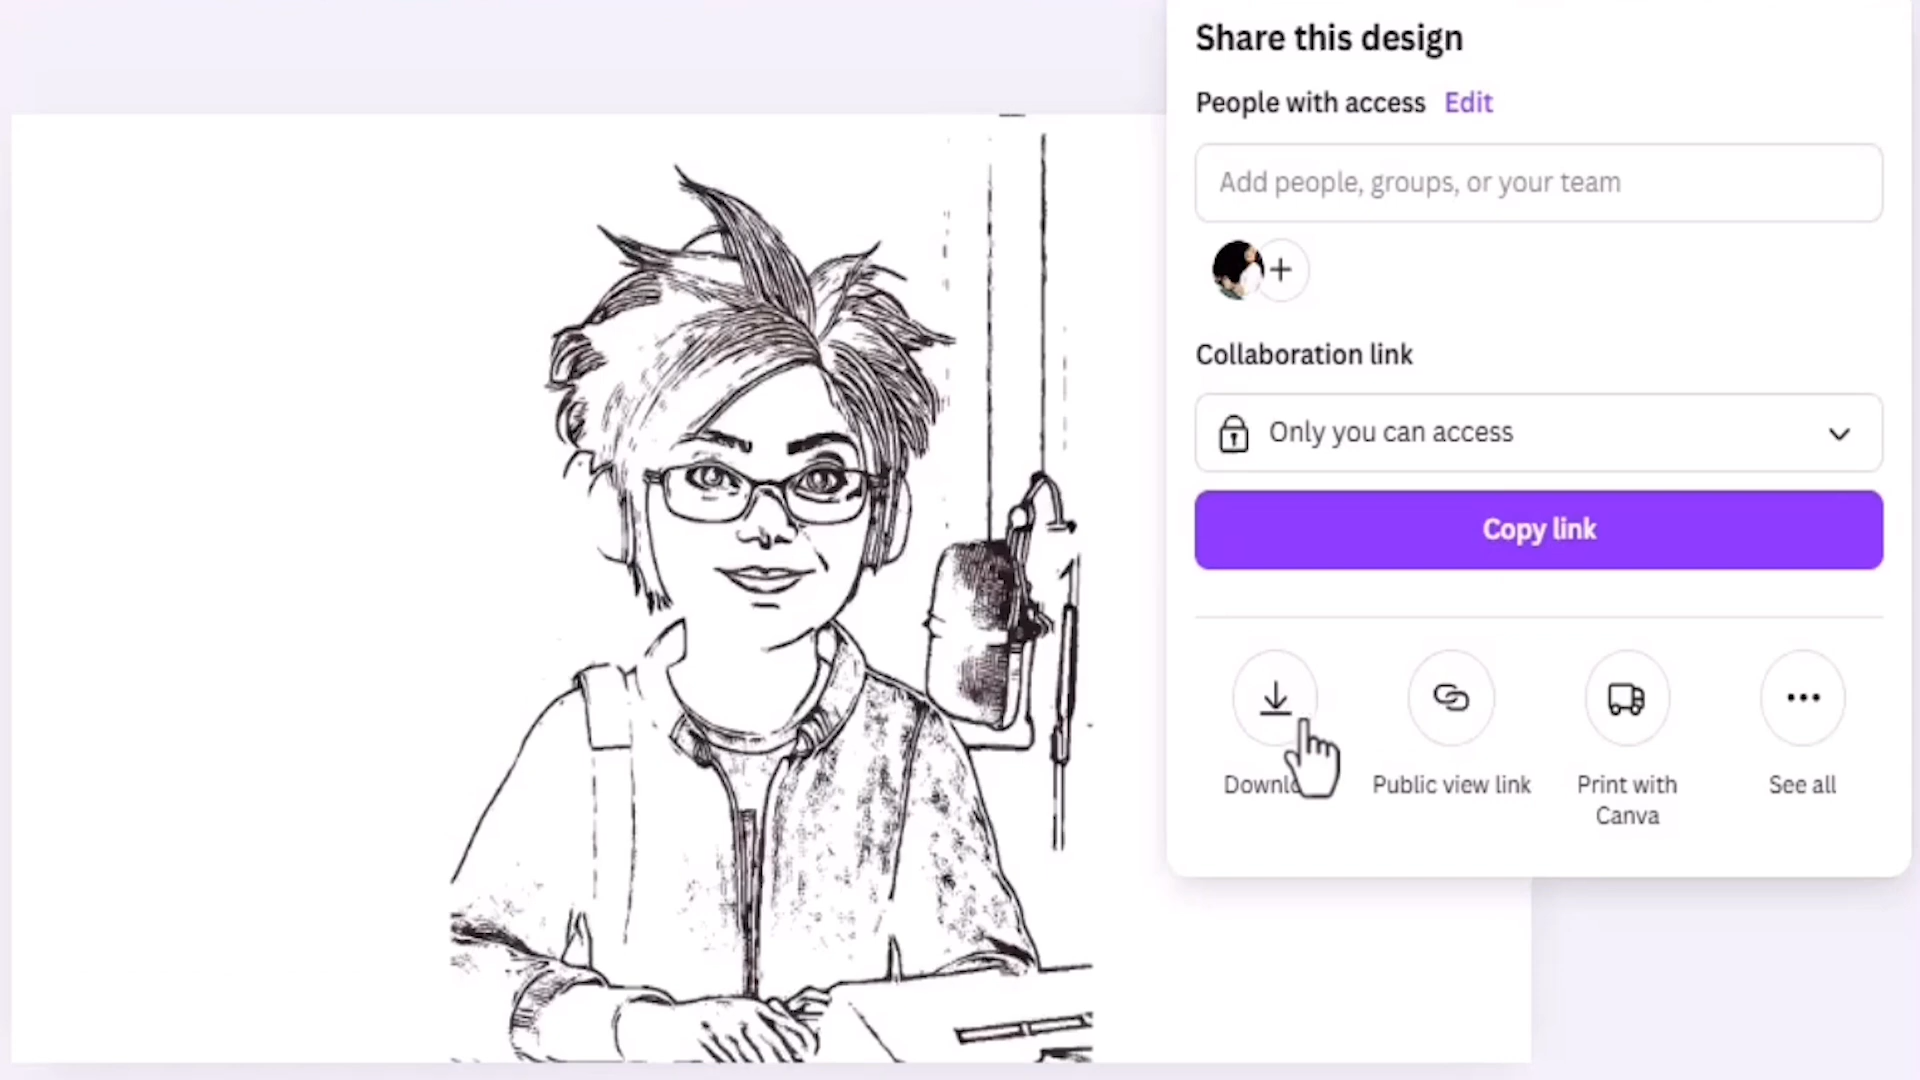 Share this design
People with access Edit
Add people, groups, or your team
Collaboration link
Only you can access
Copy link
Public view link
Print with
Canva
See all